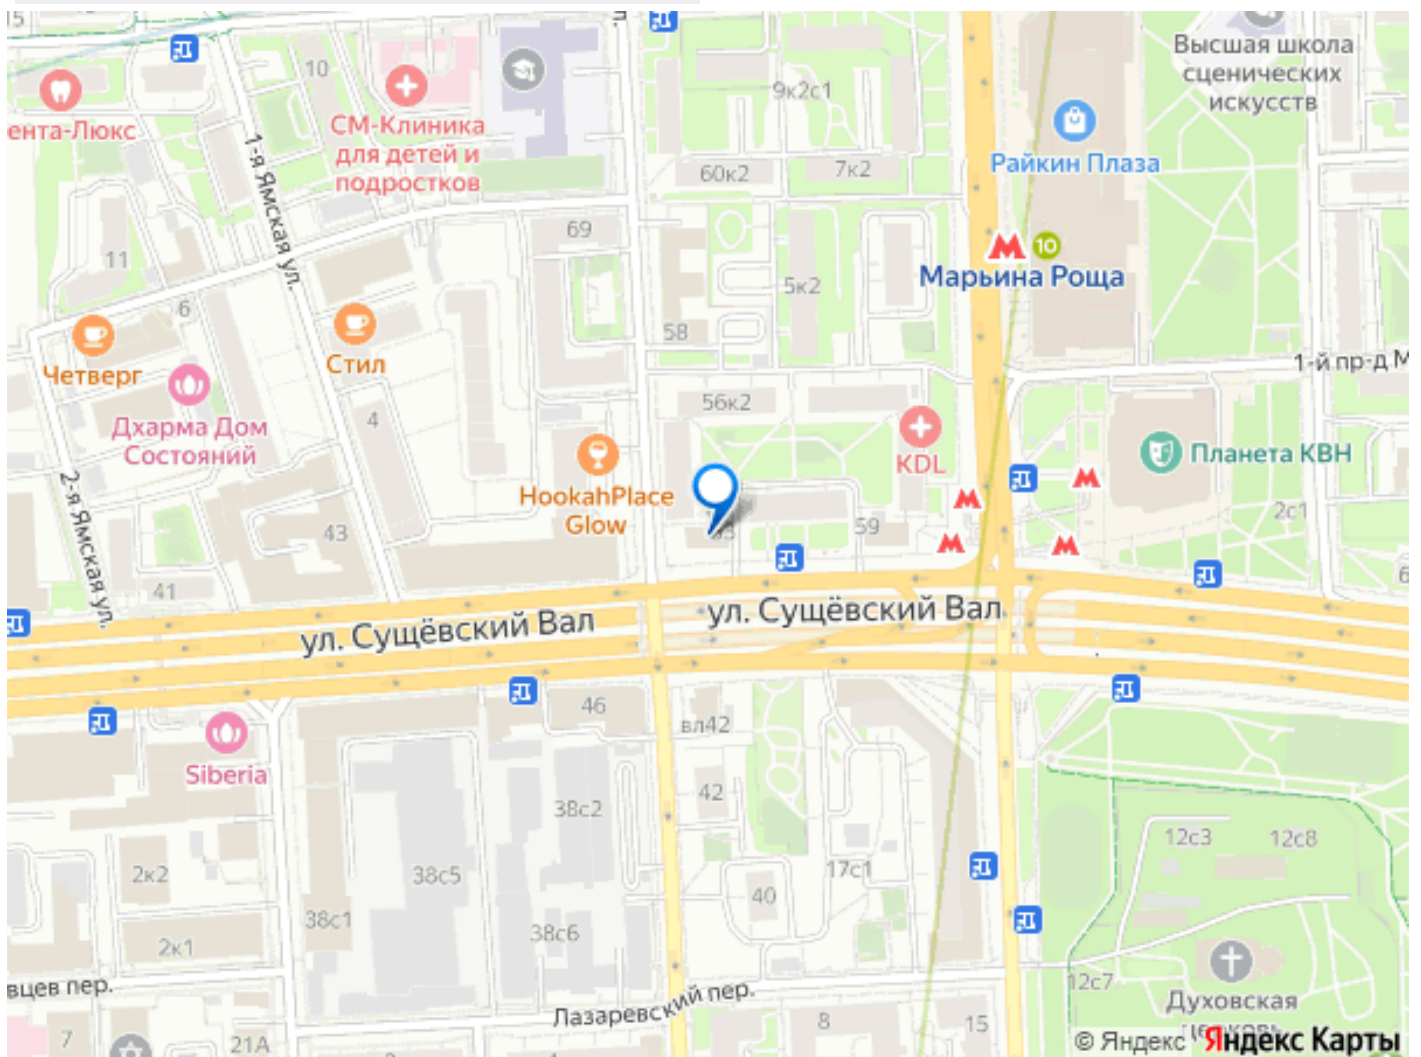 15
10
СМ-Клиника
для детей и
подростков
ента-Люкс
1-я Ямская ул.
9к2с1
60к2
7к2
Высшая школа
сценических
искусств
Райкин Плаза
10
Марьина Роща
69
11
6
58
5к2
Четверг
Стил
1-й пр-д М
Дхарма Дом
Состояний
4
56к2
KDL
Планета КВН
HookahPlace
Glow
2-я Ямская ул.
43
59
2с1
41
6
ул. Сущёвский Вал
ул. Сущёвский Вал
46
вл42
Siberia
42
38с2
12с3
12с8
2к2
38с5
17с1
40
38с1
38с6
2к1
12с7
вцев пер.
Лазаревский пер.
Духовская
церковь
7
21А
8
15
© Яндекс
Яндекс Карты